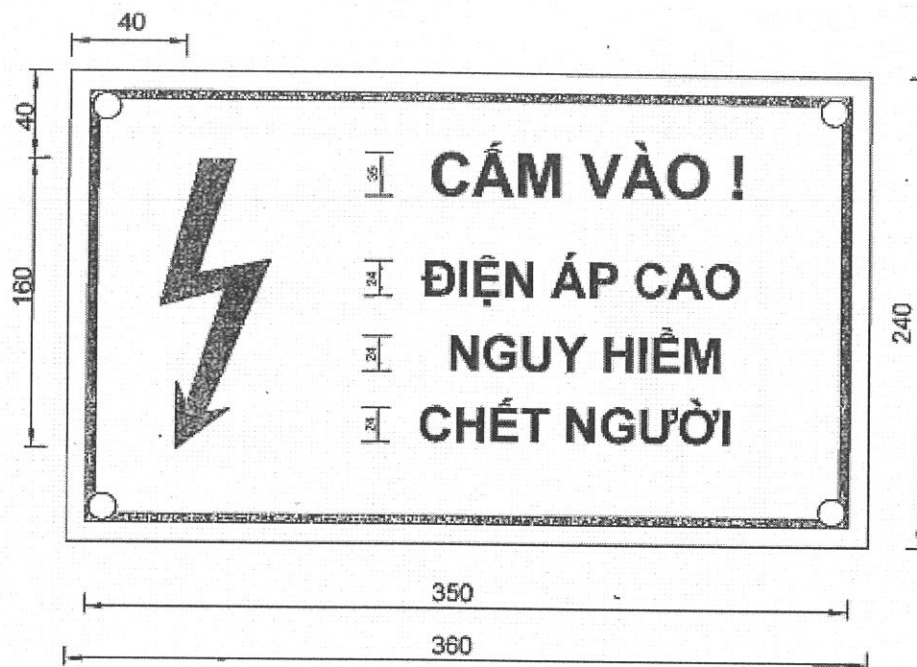 40
40
160
35
CẤM VÀO !
24
ĐIỆN ÁP CAO
24
NGUY HIỂM
24
CHẾT NGƯỜI
240
350
360